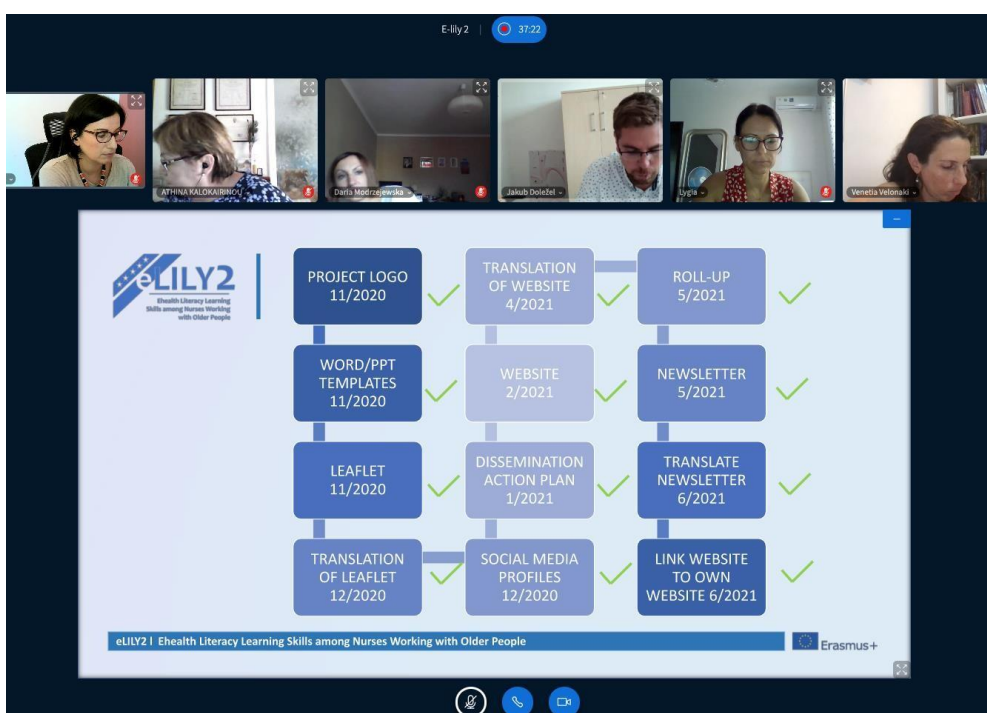 E-lily 2
37:22
ATHINA KALOKAIRINOU
Daria Modrzejewska
Jakub Doležel
Lygia
Venetia Velonaki
eLILY2
Ehealth Literacy Learning
Skills among Nurses Working
with Older People
PROJECT LOGO
11/2020
TRANSLATION
OF WEBSITE
4/2021
ROLL-UP
5/2021
WORD/PPT
TEMPLATES
11/2020
WEBSITE
2/2021
NEWSLETTER
5/2021
LEAFLET
11/2020
DISSEMINATION
ACTION PLAN
1/2021
TRANSLATE
NEWSLETTER
6/2021
TRANSLATION
OF LEAFLET
12/2020
SOCIAL MEDIA
PROFILES
12/2020
LINK WEBSITE
TO OWN
WEBSITE 6/2021
eLILY2 I Ehealth Literacy Learning Skills among Nurses Working with Older People
Erasmus+